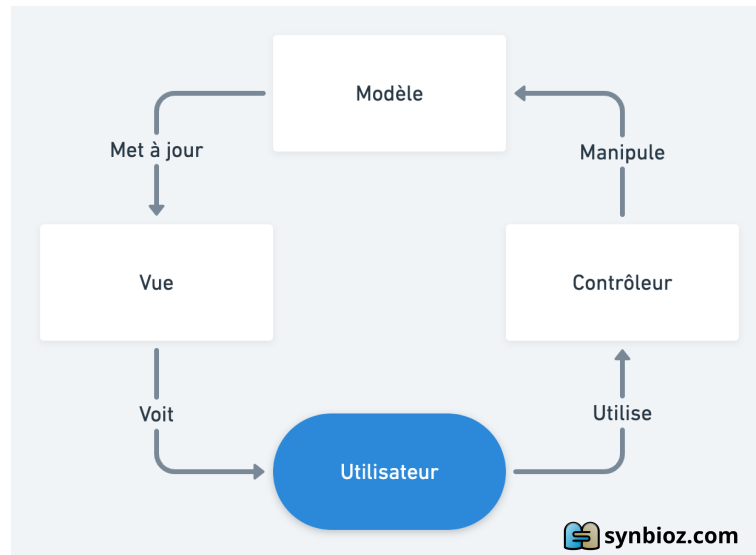 Modèle
Met à jour
Manipule
Vue
Contrôleur
Voit
Utilise
Utilisateur
synbioz.com